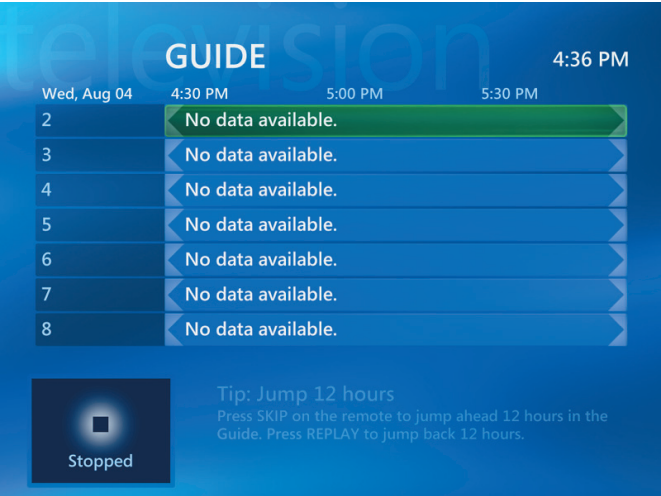 television
GUIDE 4:36 PM
Wed, Aug 04 4:30 PM 5:00 PM 5:30 PM
2 No data available.
3 No data available.
4 No data available.
5 No data available.
6 No data available.
7 No data available.
8 No data available.
Tip: Jump 12 hours
Press SKIP on the remote to jump ahead 12 hours in the
Guide. Press REPLAY to jump back 12 hours.
Stopped